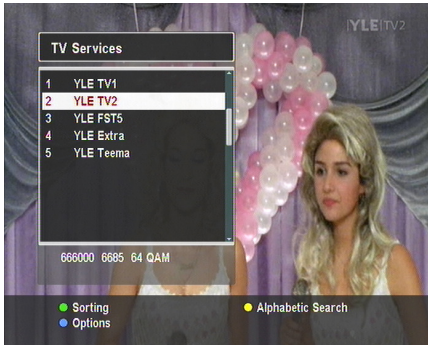 |YLE|TV2
TV Services
1 YLE TV1
2 YLE TV2
3 YLE FST5
4 YLE Extra
5 YLE Teema
666000 6685 64 QAM
Sorting
Alphabetic Search
Options